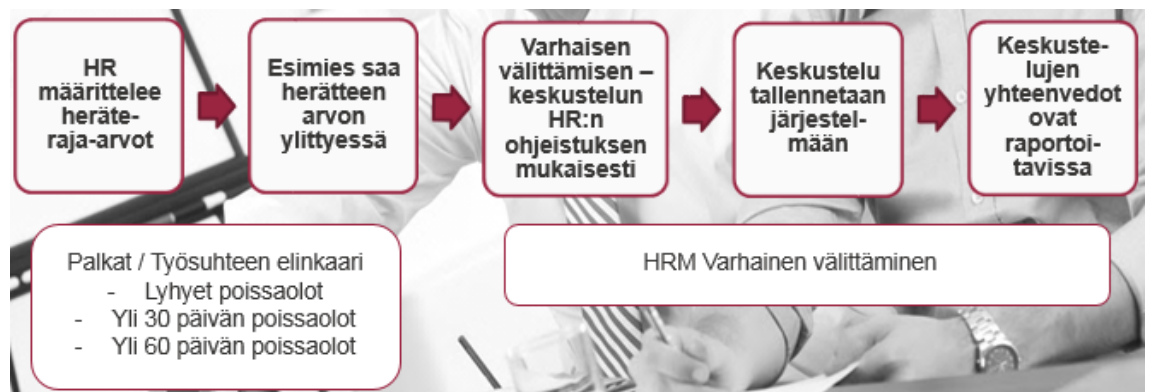 HR
määrittelee
heräte-
raja-arvot
Esimies saa
herätteen
arvon
ylittyessä
Varhaisen
välittämisen –
keskustelun
HR:n
ohjeistuksen
mukaisesti
Keskustelu
tallennetaan
järjestel-
mään
Keskuste-
lujen
yhteenvedot
ovat
raportoi-
tavissa
Palkat / Työsuhteen elinkaari
- Lyhyet poissaolot
- Yli 30 päivän poissaolot
- Yli 60 päivän poissaolot
HRM Varhainen välittäminen